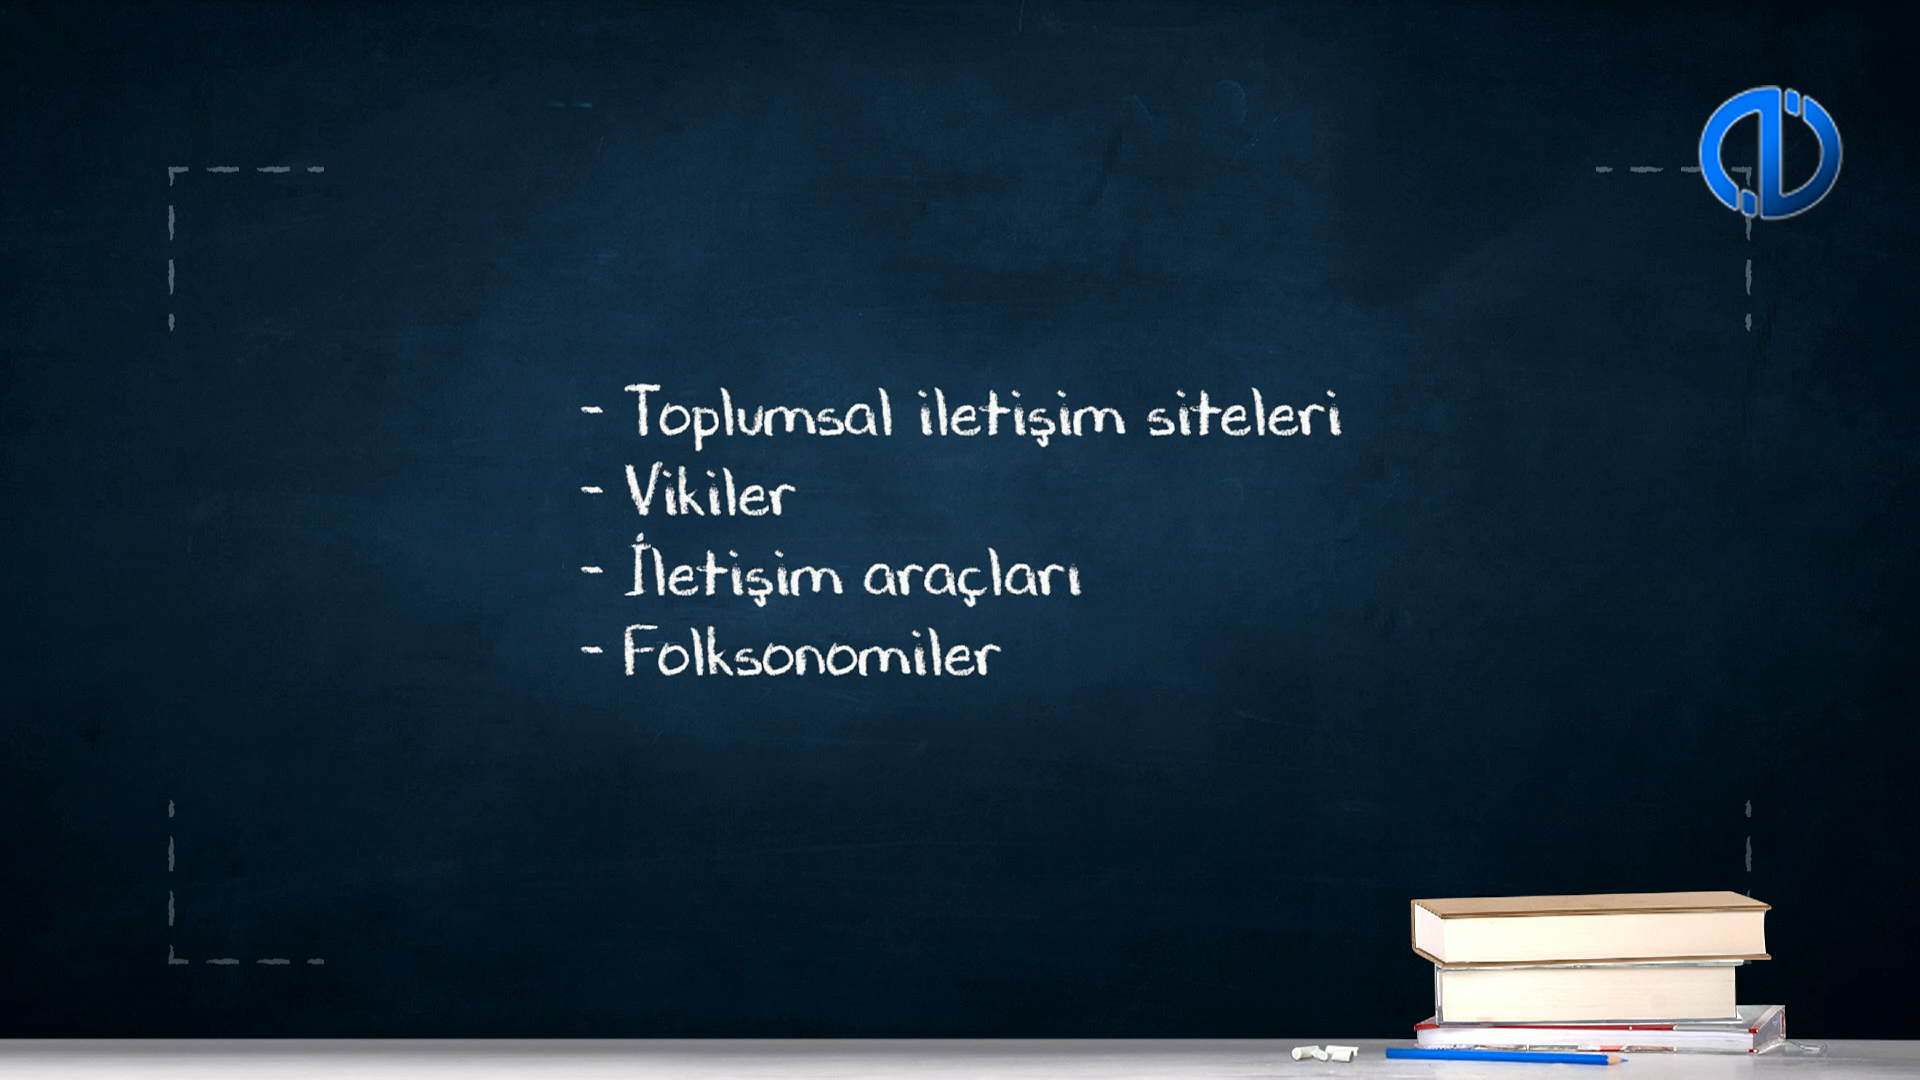 - Toplumsal iletişim siteleri
- Vikiler
- İletişim araçları
- Folksonomiler